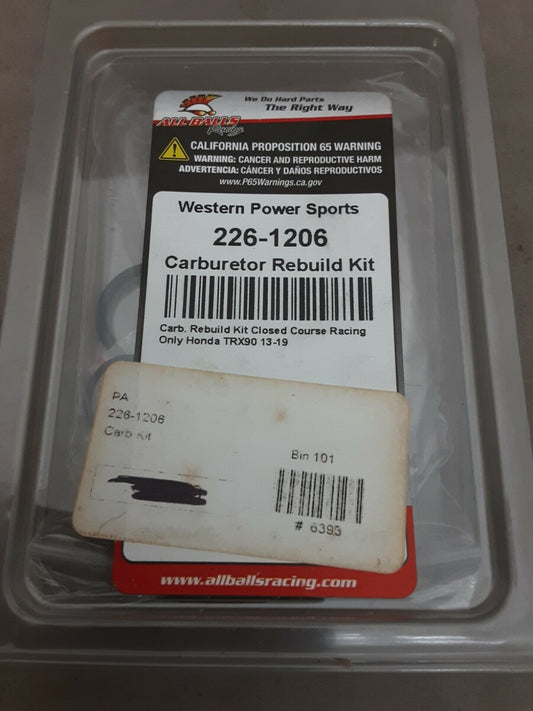 We Do Hard Parts
The Right Way
ALL BALLS
Racing
CALIFORNIA PROPOSITION 65 WARNING
WARNING: CANCER AND REPRODUCTIVE HARM
ADVERTENCIA: CÁNCER Y DAÑOS REPRODUCTIVOS
www.P65Warnings.ca.gov
Western Power Sports
226-1206
Carburetor Rebuild Kit
Carb. Rebuild Kit Closed Course Racing
Only Honda TRX90 13-19
PA
226-1206
Carb Kit
Bin 101
# 6393
www.allballsracing.com